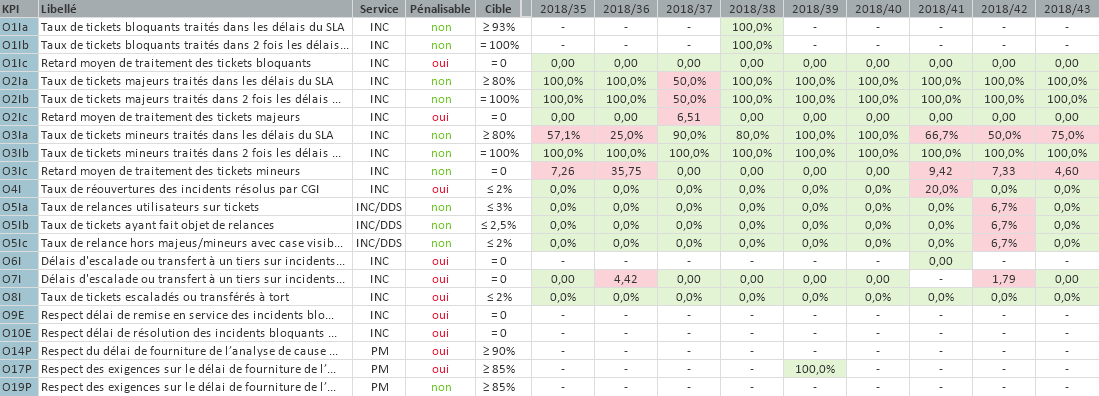 KPI Libellé Service Pénalisable Cible 2018/35 2018/36 2018/37 2018/38 2018/39 2018/40 2018/41 2018/42 2018/43
O1Ia Taux de tickets bloquants traités dans les délais du SLA INC non ≥ 93% - - - 100,0% - - - - -
O1Ib Taux de tickets bloquants traités dans 2 fois les délais... INC non = 100% - - - 100,0% - - - - -
O1Ic Retard moyen de traitement des tickets bloquants INC oui = 0 0,00 0,00 0,00 0,00 0,00 0,00 0,00 0,00 0,00
O2Ia Taux de tickets majeurs traités dans les délais du SLA INC non ≥ 80% 100,0% 100,0% 50,0% 100,0% 100,0% 100,0% 100,0% 100,0% 100,0%
O2Ib Taux de tickets majeurs traités dans 2 fois les délais ... INC non = 100% 100,0% 100,0% 50,0% 100,0% 100,0% 100,0% 100,0% 100,0% 100,0%
O2Ic Retard moyen de traitement des tickets majeurs INC oui = 0 0,00 0,00 6,51 0,00 0,00 0,00 0,00 0,00 0,00
O3Ia Taux de tickets mineurs traités dans les délais du SLA INC non ≥ 80% 57,1% 25,0% 90,0% 80,0% 100,0% 100,0% 66,7% 50,0% 75,0%
O3Ib Taux de tickets mineurs traités dans 2 fois les délais ... INC non = 100% 100,0% 100,0% 100,0% 100,0% 100,0% 100,0% 100,0% 100,0% 100,0%
O3Ic Retard moyen de traitement des tickets mineurs INC non = 0 7,26 35,75 0,00 0,00 0,00 0,00 9,42 7,33 4,60
O4I Taux de réouvertures des incidents résolus par CGI INC oui ≤ 2% 0,0% 0,0% 0,0% 0,0% 0,0% 0,0% 20,0% 0,0% 0,0%
O5Ia Taux de relances utilisateurs sur tickets INC/DDS non ≤ 3% 0,0% 0,0% 0,0% 0,0% 0,0% 0,0% 0,0% 6,7% 0,0%
O5Ib Taux de tickets ayant fait objet de relances INC/DDS non ≤ 2,5% 0,0% 0,0% 0,0% 0,0% 0,0% 0,0% 0,0% 6,7% 0,0%
O5Ic Taux de relance hors majeus/mineurs avec case visib... INC/DDS non ≤ 2% 0,0% 0,0% 0,0% 0,0% 0,0% 0,0% 0,0% 6,7% 0,0%
O6I Délais d'escalade ou transfert à un tiers sur incidents... INC oui = 0 - - - - - - 0,00 - -
O7I Délais d'escalade ou transfert à un tiers sur incidents... INC oui = 0 0,00 4,42 0,00 0,00 0,00 0,00 - 1,79 0,00
O8I Taux de tickets escaladés ou transférés à tort INC oui ≤ 2% 0,0% 0,0% 0,0% 0,0% 0,0% 0,0% 0,0% 0,0% 0,0%
O9E Respect délai de remise en service des incidents blo... INC oui = 0 - - - - - - - - -
O10E Respect délai de résolution des incidents bloquants ... INC oui = 0 - - - - - - - - -
O14P Respect du délai de fourniture de l’analyse de cause ... PM oui ≥ 90% - - - - - - - - -
O17P Respect des exigences sur le délai de fourniture de l’... PM oui ≥ 85% - - - - 100,0% - - - -
O19P Respect des exigences sur le délai de fourniture de l’... PM non ≥ 85% - - - - - - - - -